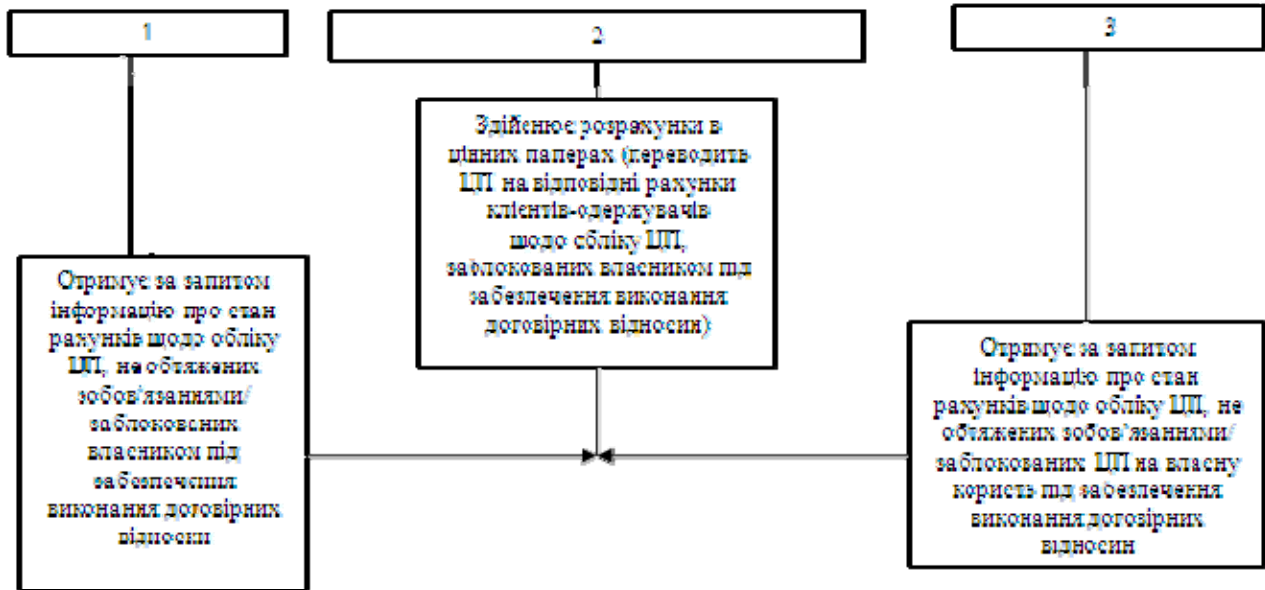 1
2
3
Здійснює розрахунки в
цінних паперах (переводить
ЦП на відповідні рахунки
клієнтів-одержувачів
щодо обліку ЦП,
заблокованих власником під
забезпечення виконання
договірних відносин)
Отримує за запитом
інформацію про стан
рахунків щодо обліку
ЦП, не обтяжених
зобов'язаннями/
заблокованих
власником під
забезпечення
виконання договірних
відносин
Отримує за запитом
інформацію про стан
рахунків щодо обліку ЦП, не
обтяжених зобов'язаннями/
заблокованих ЦП на власну
користь під забезпечення
виконання договірних
відносин